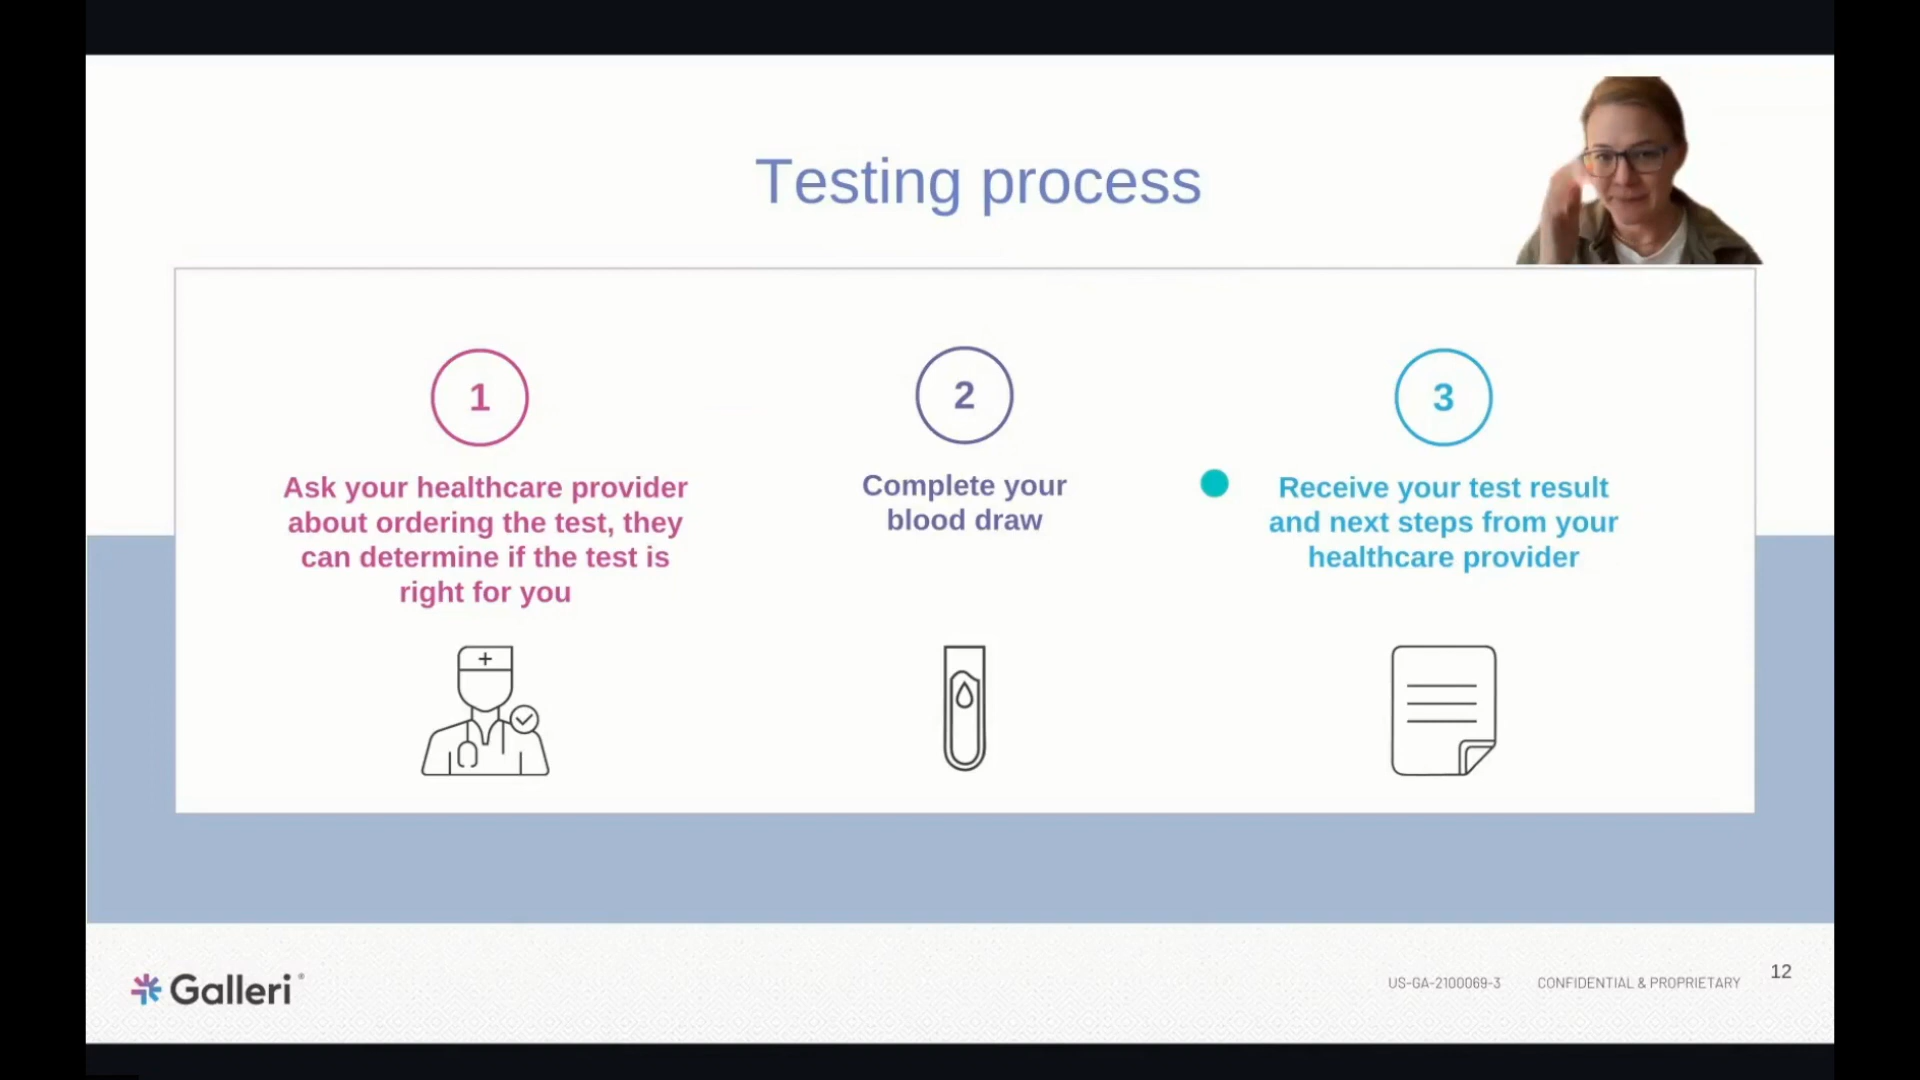 Testing process
1
Ask your healthcare provider
about ordering the test, they
can determine if the test is
right for you
2
Complete your
blood draw
3
Receive your test result
and next steps from your
healthcare provider
Galleri®
US-GA-2100069-3 CONFIDENTIAL & PROPRIETARY 12